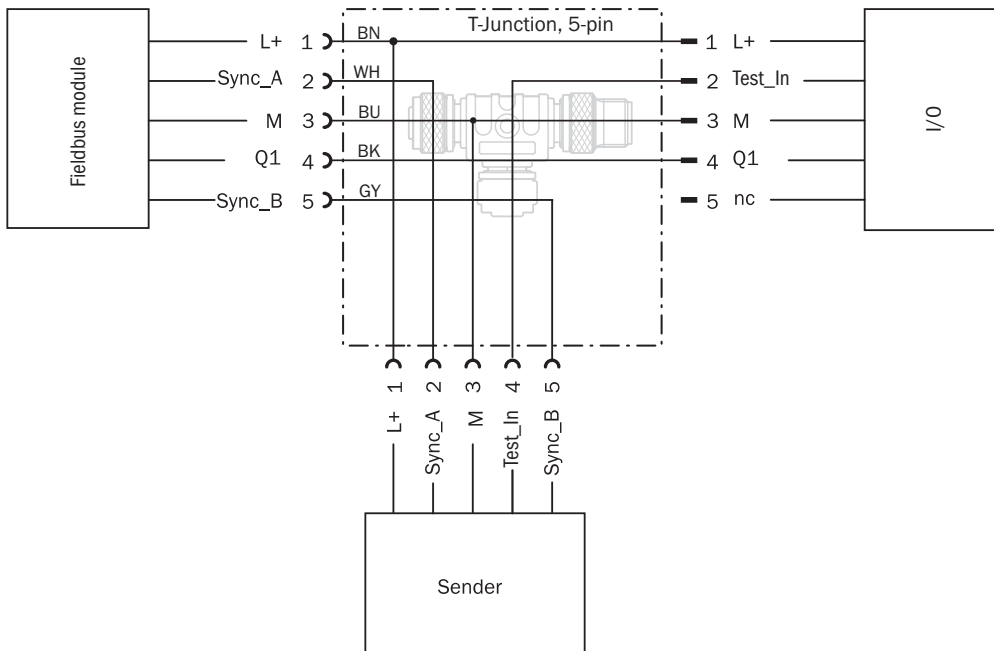 T-Junction, 5-pin
Fieldbus module
L+ 1 BN
Sync_A 2 WH
M 3 BU
Q1 4 BK
Sync_B 5 GY
1 L+
2 Test_In
3 M
4 Q1
5 nc
I/0
1 L+
2 Sync_A
3 M
4 Test_In
5 Sync_B
Sender